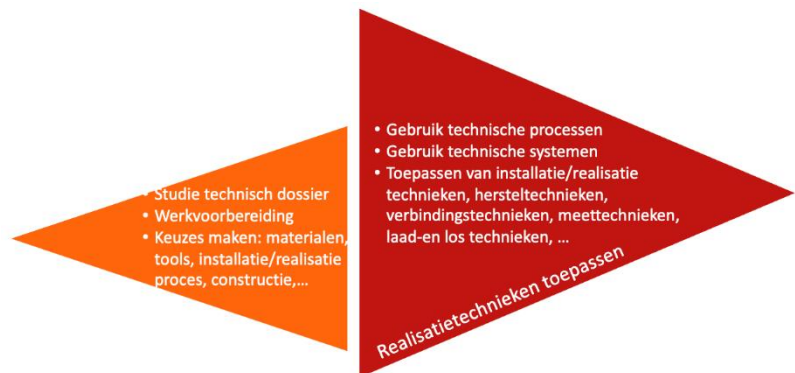 • Studie technisch dossier
• Werkvoorbereiding
• Keuzes maken: materialen,
tools, installatie/realisatie
proces, constructie,...
• Gebruik technische processen
• Gebruik technische systemen
• Toepassen van installatie/realisatie
technieken, hersteltechnieken,
verbindingstechnieken, meettechnieken,
laad-en los technieken, ...
Realisatietechnieken toepassen